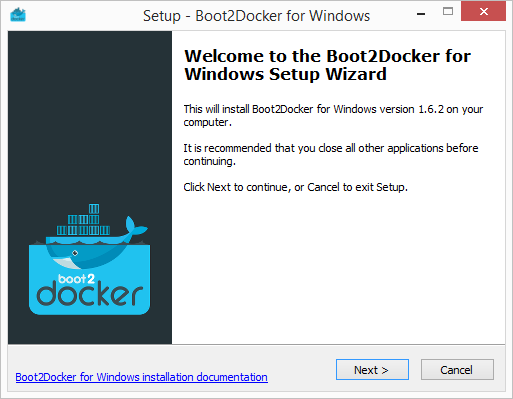 Setup - Boot2Docker for Windows
Welcome to the Boot2Docker for
Windows Setup Wizard
This will install Boot2Docker for Windows version 1.6.2 on your
computer.
It is recommended that you close all other applications before
continuing.
Click Next to continue, or Cancel to exit Setup.
boot2
docker
Boot2Docker for Windows installation documentation
Next >
Cancel